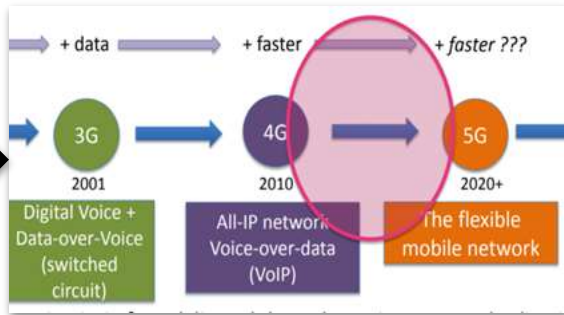 + data
+ faster
+ faster ???
3G
4G
5G
2001
2010
2020+
Digital Voice +
Data-over-Voice
(switched
circuit)
All-IP network
Voice-over-data
(VoIP)
The flexible
mobile network